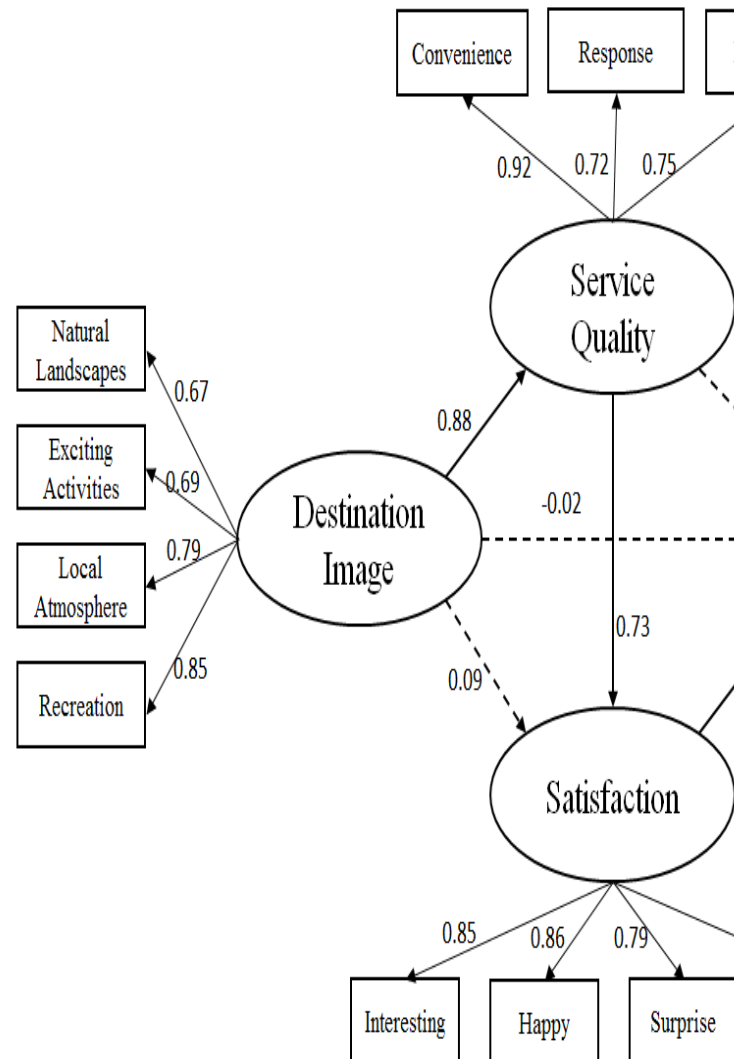 Convenience
Response
0.92
0.72
0.75
Service
Quality
Natural
Landscapes
0.67
0.88
Exciting
Activities
0.69
-0.02
Destination
Image
Local
Atmosphere
0.79
0.73
0.85
0.09
Recreation
Satisfaction
0.85
0.86
0.79
Interesting
Happy
Surprise